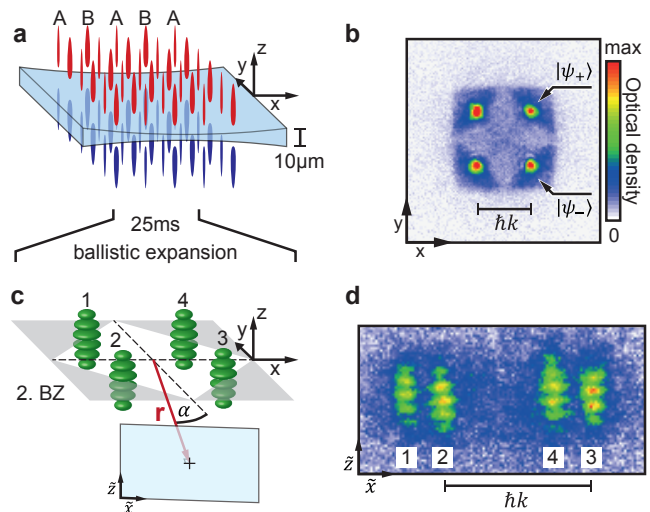 a
A B A B A
z
y
x
10μm
25ms
ballistic expansion
b
|ψ₊⟩
|ψ₋⟩
ħk
y
x
max
Optical density
0
c
1
4
2
3
z
y
x
2. BZ
r
α
z̃
x̃
d
1
2
4
3
z̃
x̃
ħk